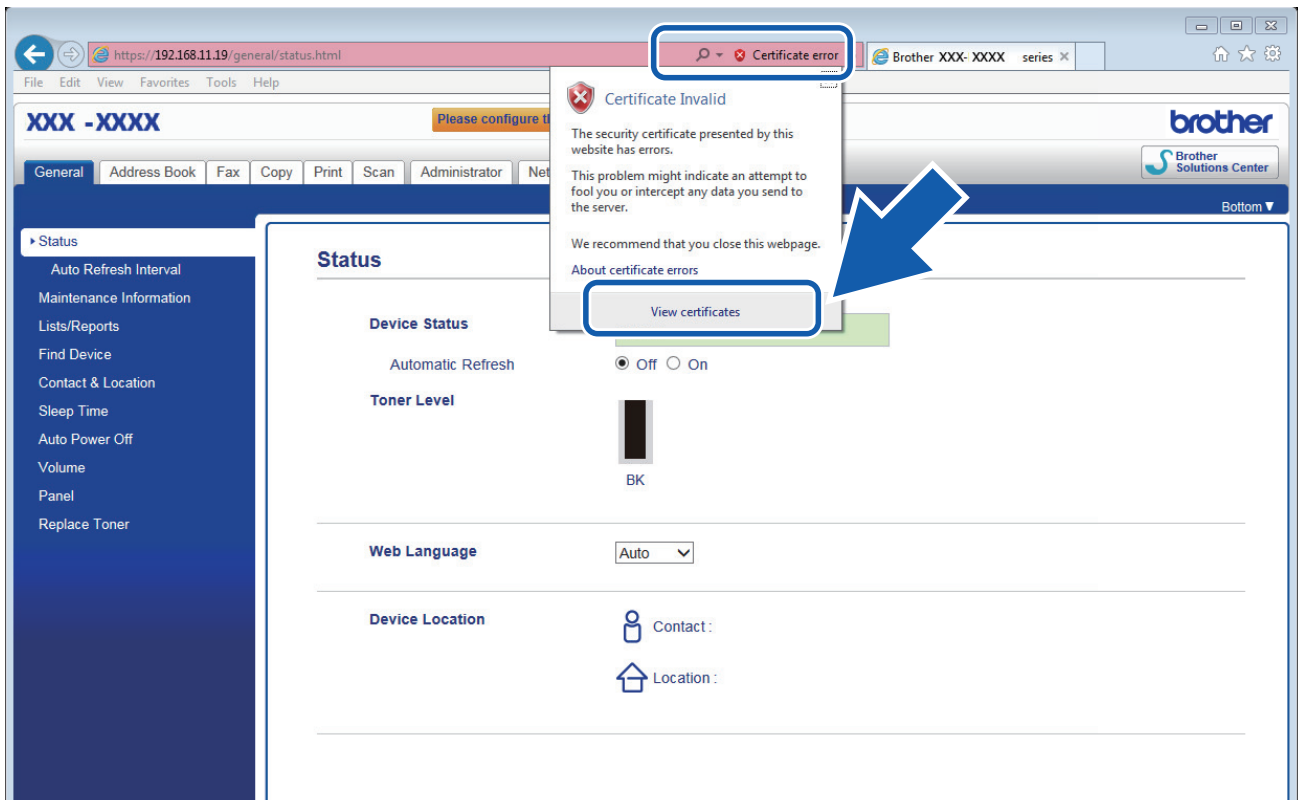 https://192.168.11.19/general/status.html
Certificate error
Brother XXX- XXXX series
File Edit View Favorites Tools Help
XXX -XXXX
Please configure
brother
Certificate Invalid
The security certificate presented by this
website has errors.
This problem might indicate an attempt to
fool you or intercept any data you send to
the server.
We recommend that you close this webpage.
About certificate errors
View certificates
General Address Book Fax Copy Print Scan Administrator Net
Brother
Solutions Center
Bottom▼
Status
Auto Refresh Interval
Maintenance Information
Lists/Reports
Find Device
Contact & Location
Sleep Time
Auto Power Off
Volume
Panel
Replace Toner
Status
Device Status
Automatic Refresh Off On
Toner Level
BK
Web Language Auto
Device Location
Contact :
Location :